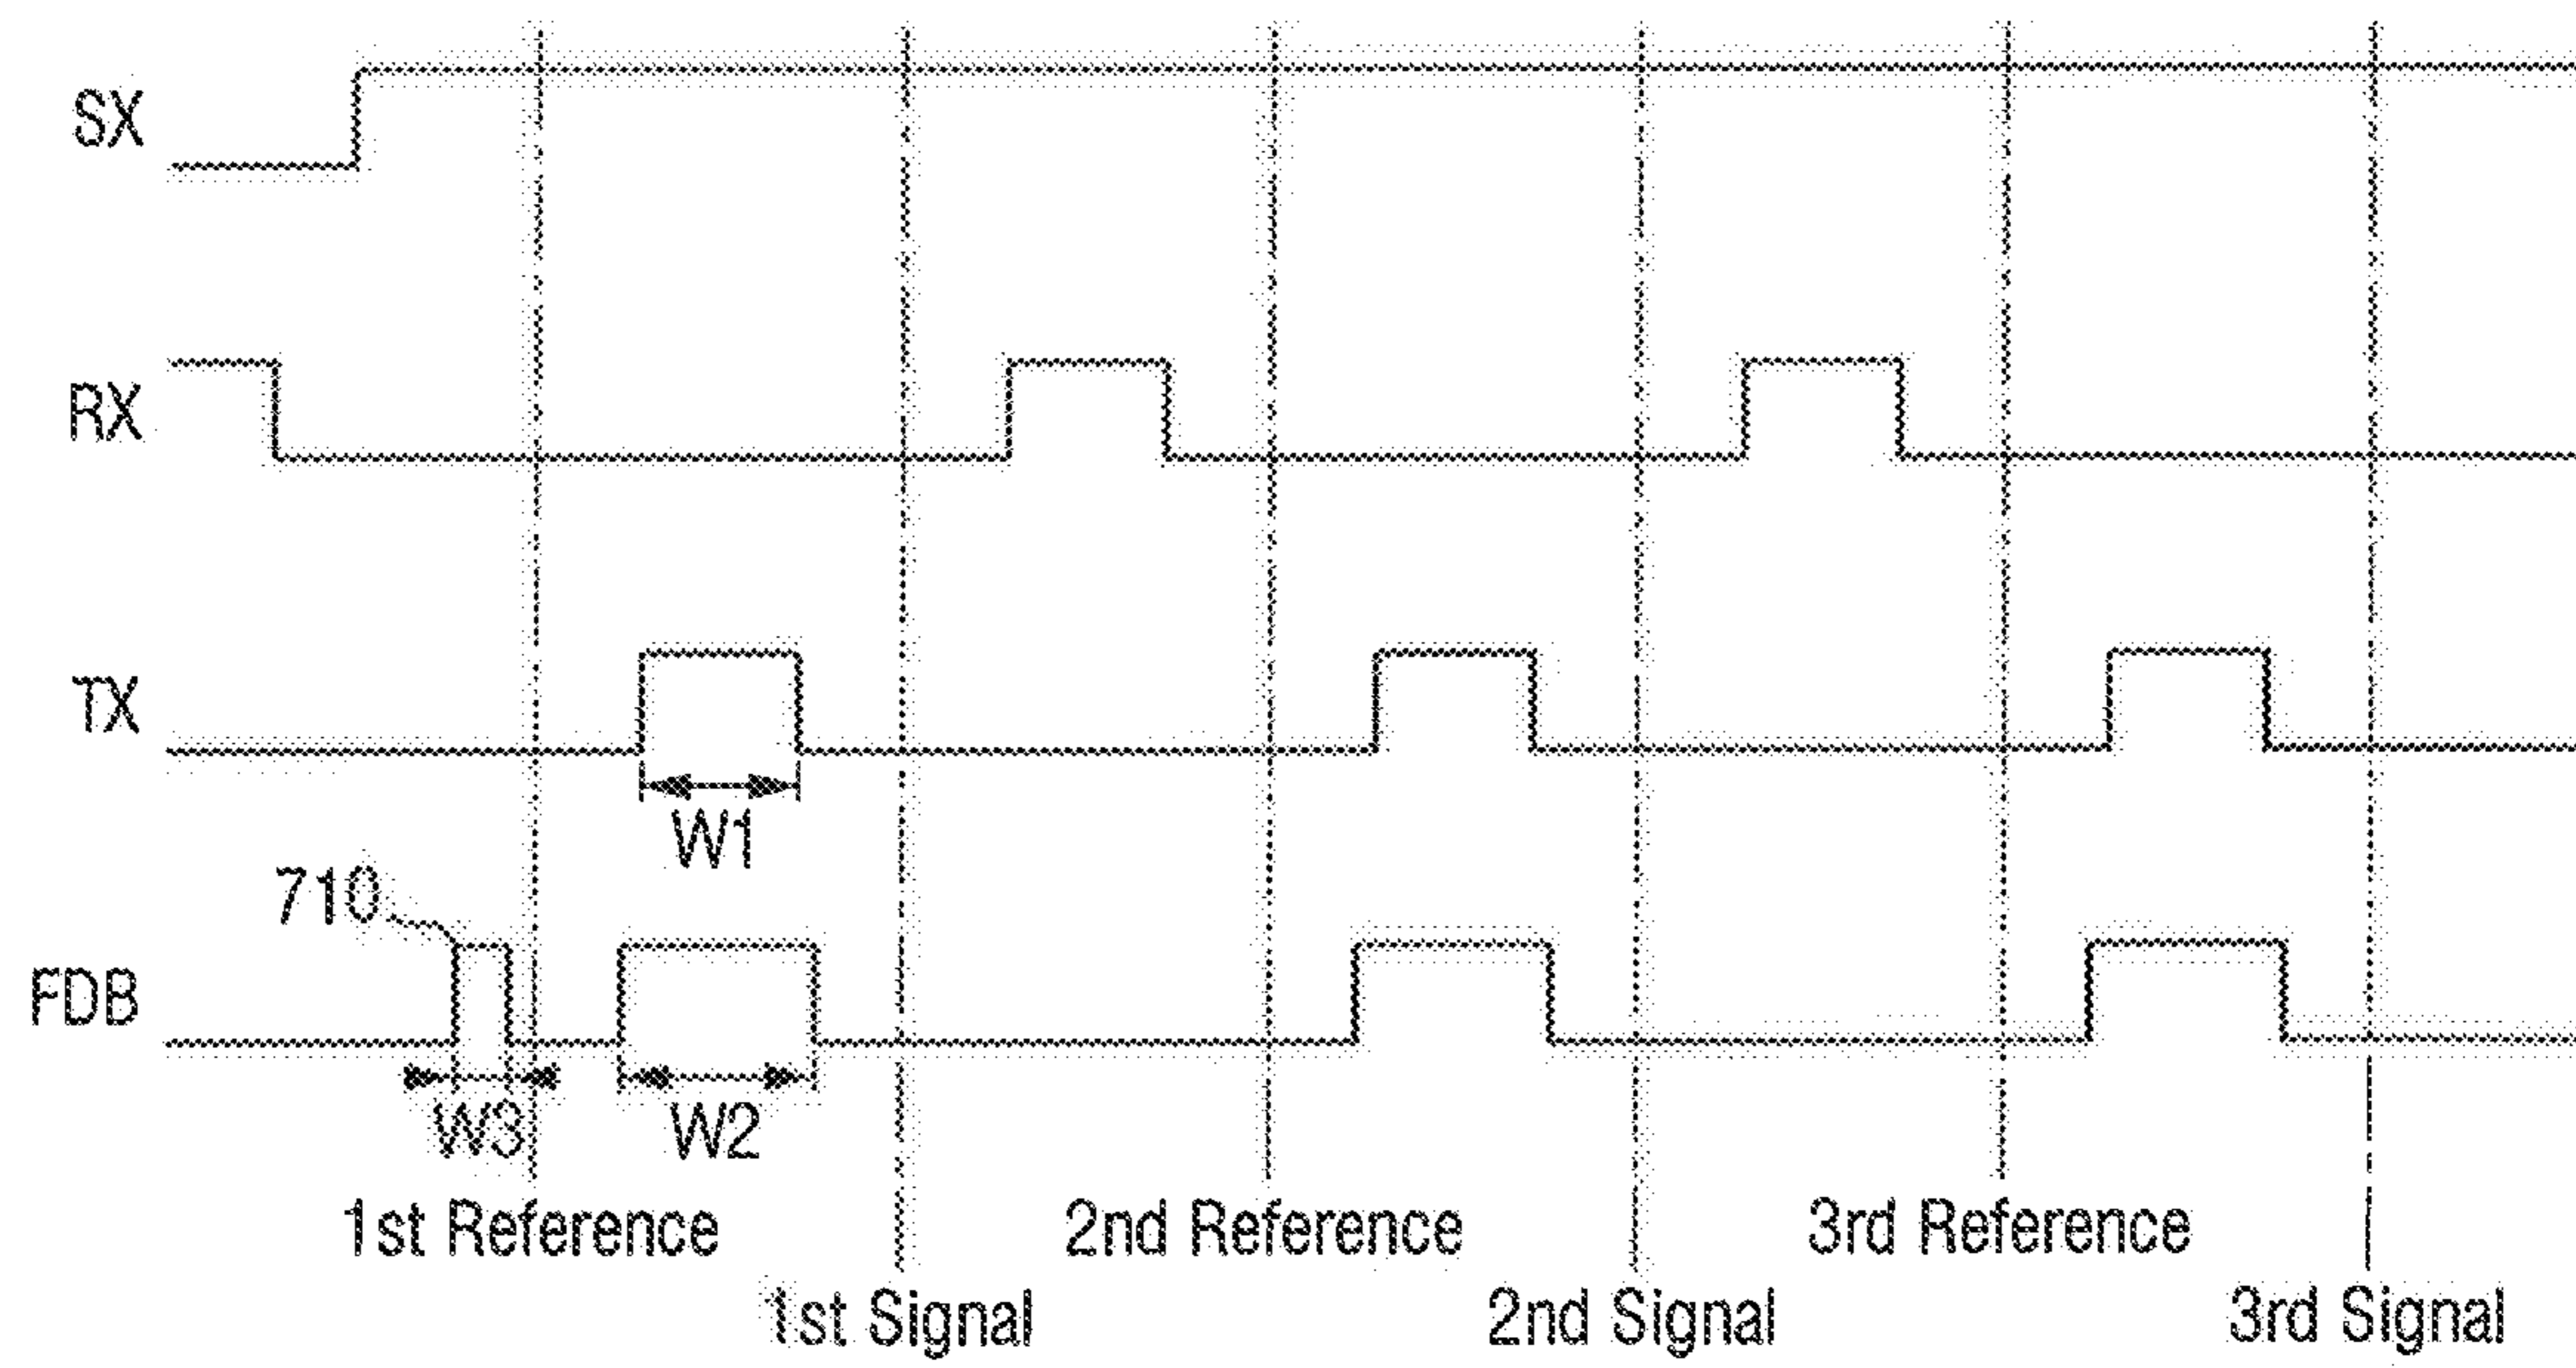 SX
RX
TX
W1
710
FDB
W3
W2
1st Reference
2nd Reference
3rd Reference
1st Signal
2nd Signal
3rd Signal